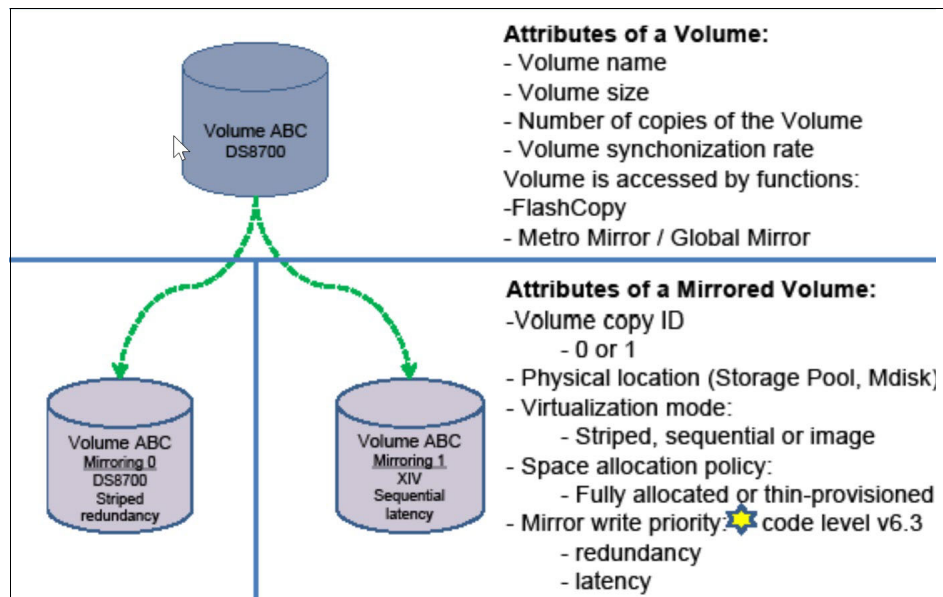 Volume ABC
DS8700
Attributes of a Volume:
- Volume name
- Volume size
- Number of copies of the Volume
- Volume synchonization rate
Volume is accessed by functions:
-FlashCopy
- Metro Mirror / Global Mirror
Volume ABC
Mirroring 0
DS8700
Striped
redundancy
Volume ABC
Mirroring 1
XIV
Sequential
latency
Attributes of a Mirrored Volume:
-Volume copy ID
- 0 or 1
- Physical location (Storage Pool, Mdisk)
- Virtualization mode:
- Striped, sequential or image
- Space allocation policy:
- Fully allocated or thin-provisioned
- Mirror write priority: code level v6.3
- redundancy
- latency